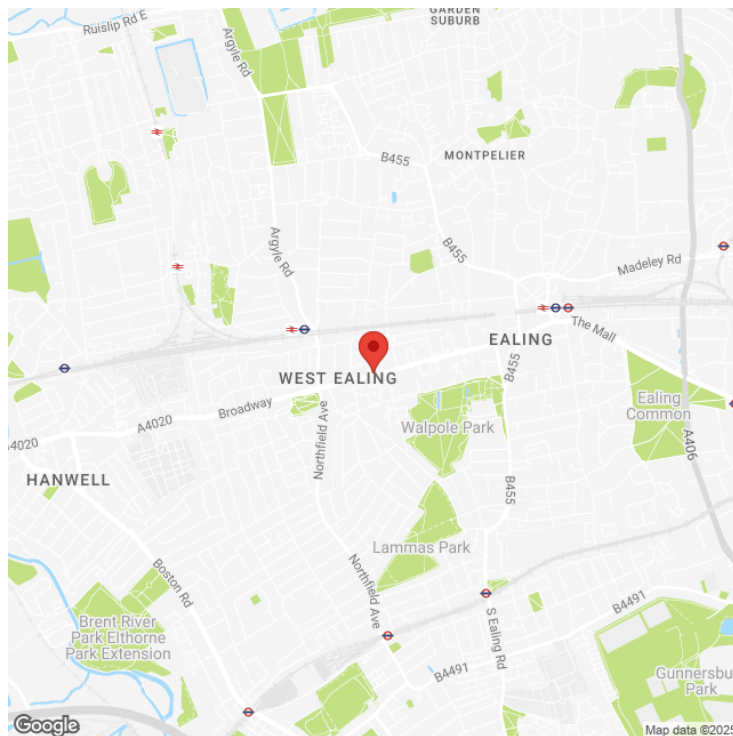 GARDEN
SUBURB
Ruislip Rd E
Argyle Rd
B455
MONTPELIER
Argyle Rd
B455
Madeley Rd
The Mall
EALING
WEST EALING
B455
Broadway
Northfield Ave
Walpole Park
Ealing
Common
A4020
A4020
A406
HANWELL
B455
Lammas Park
Boston Rd
Northfield Ave
B4491
S Ealing Rd
Brent River
Park Elthorne
Park Extension
B4491
Gunnersbu
Park
Google
Map data ©2025